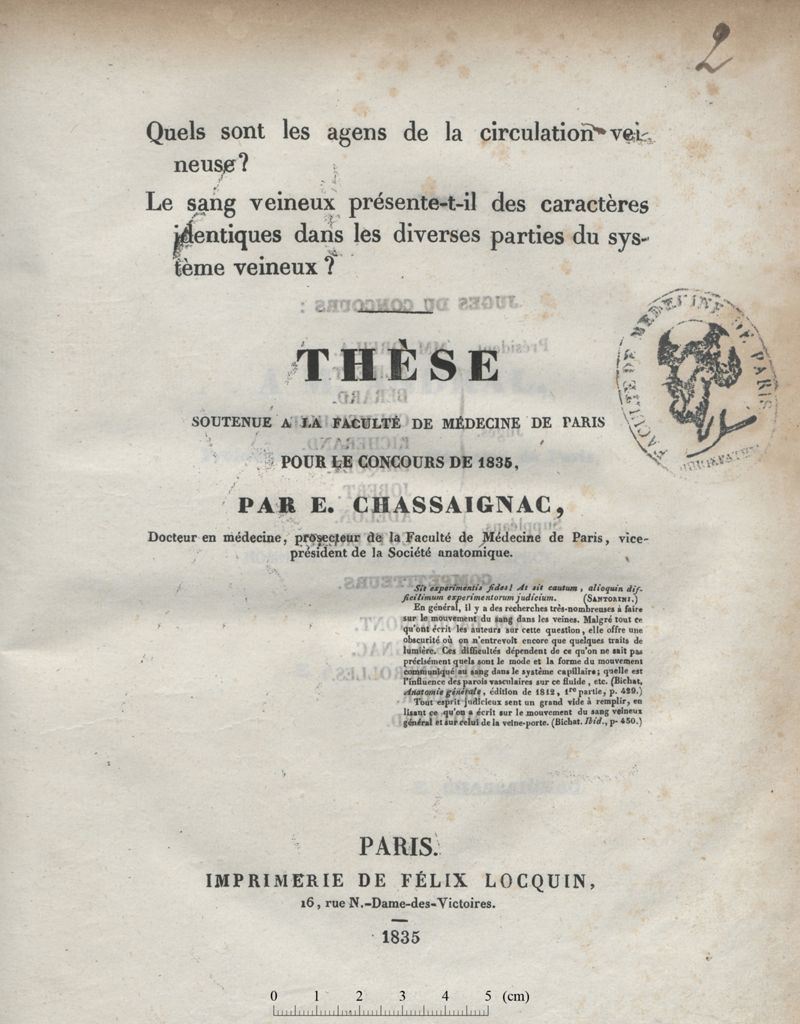 2
Quels sont les agens de la circulation vei-
neuse ?
Le sang veineux présente-t-il des caractères
identiques dans les diverses parties du sys-
tème veineux ?
THÈSE
SOUTENUE A LA FACULTÉ DE MÉDECINE DE PARIS
POUR LE CONCOURS DE 1835,
PAR E. CHASSAIGNAC,
Docteur en médecine, prosecteur de la Faculté de Médecine de Paris, vice-
président de la Société anatomique.
FACULTÉ DE MEDECINE DE PARIS
Sit experimentis fides! At sit cautum, alioquin dif-
ficilimum experimentorum judicium. (SANTORINI.)
En général, il y a des recherches très-nombreuses à faire
sur le mouvement du sang dans les veines. Malgré tout ce
qu'ont écrit les auteurs sur cette question, elle offre une
obscurité où on n'entrevoit encore que quelques traits de
lumière. Ces difficultés dépendent de ce qu'on ne sait pas
précisément quels sont le mode et la forme du mouvement
communiqué au sang dans le système capillaire; quelle est
l'influence des parois vasculaires sur ce fluide, etc. (Bichat,
Anatomie générale, édition de 1812, 1re partie, p. 429.)
Tout esprit judicieux sent un grand vide à remplir, en
lisant ce qu'on a écrit sur le mouvement du sang veineux
général et sur celui de la veine-porte. (Bichat. Ibid., p. 450.)
PARIS.
IMPRIMERIE DE FÉLIX LOCQUIN,
16, rue N.-Dame-des-Victoires.
1835
0 1 2 3 4 5 (cm)